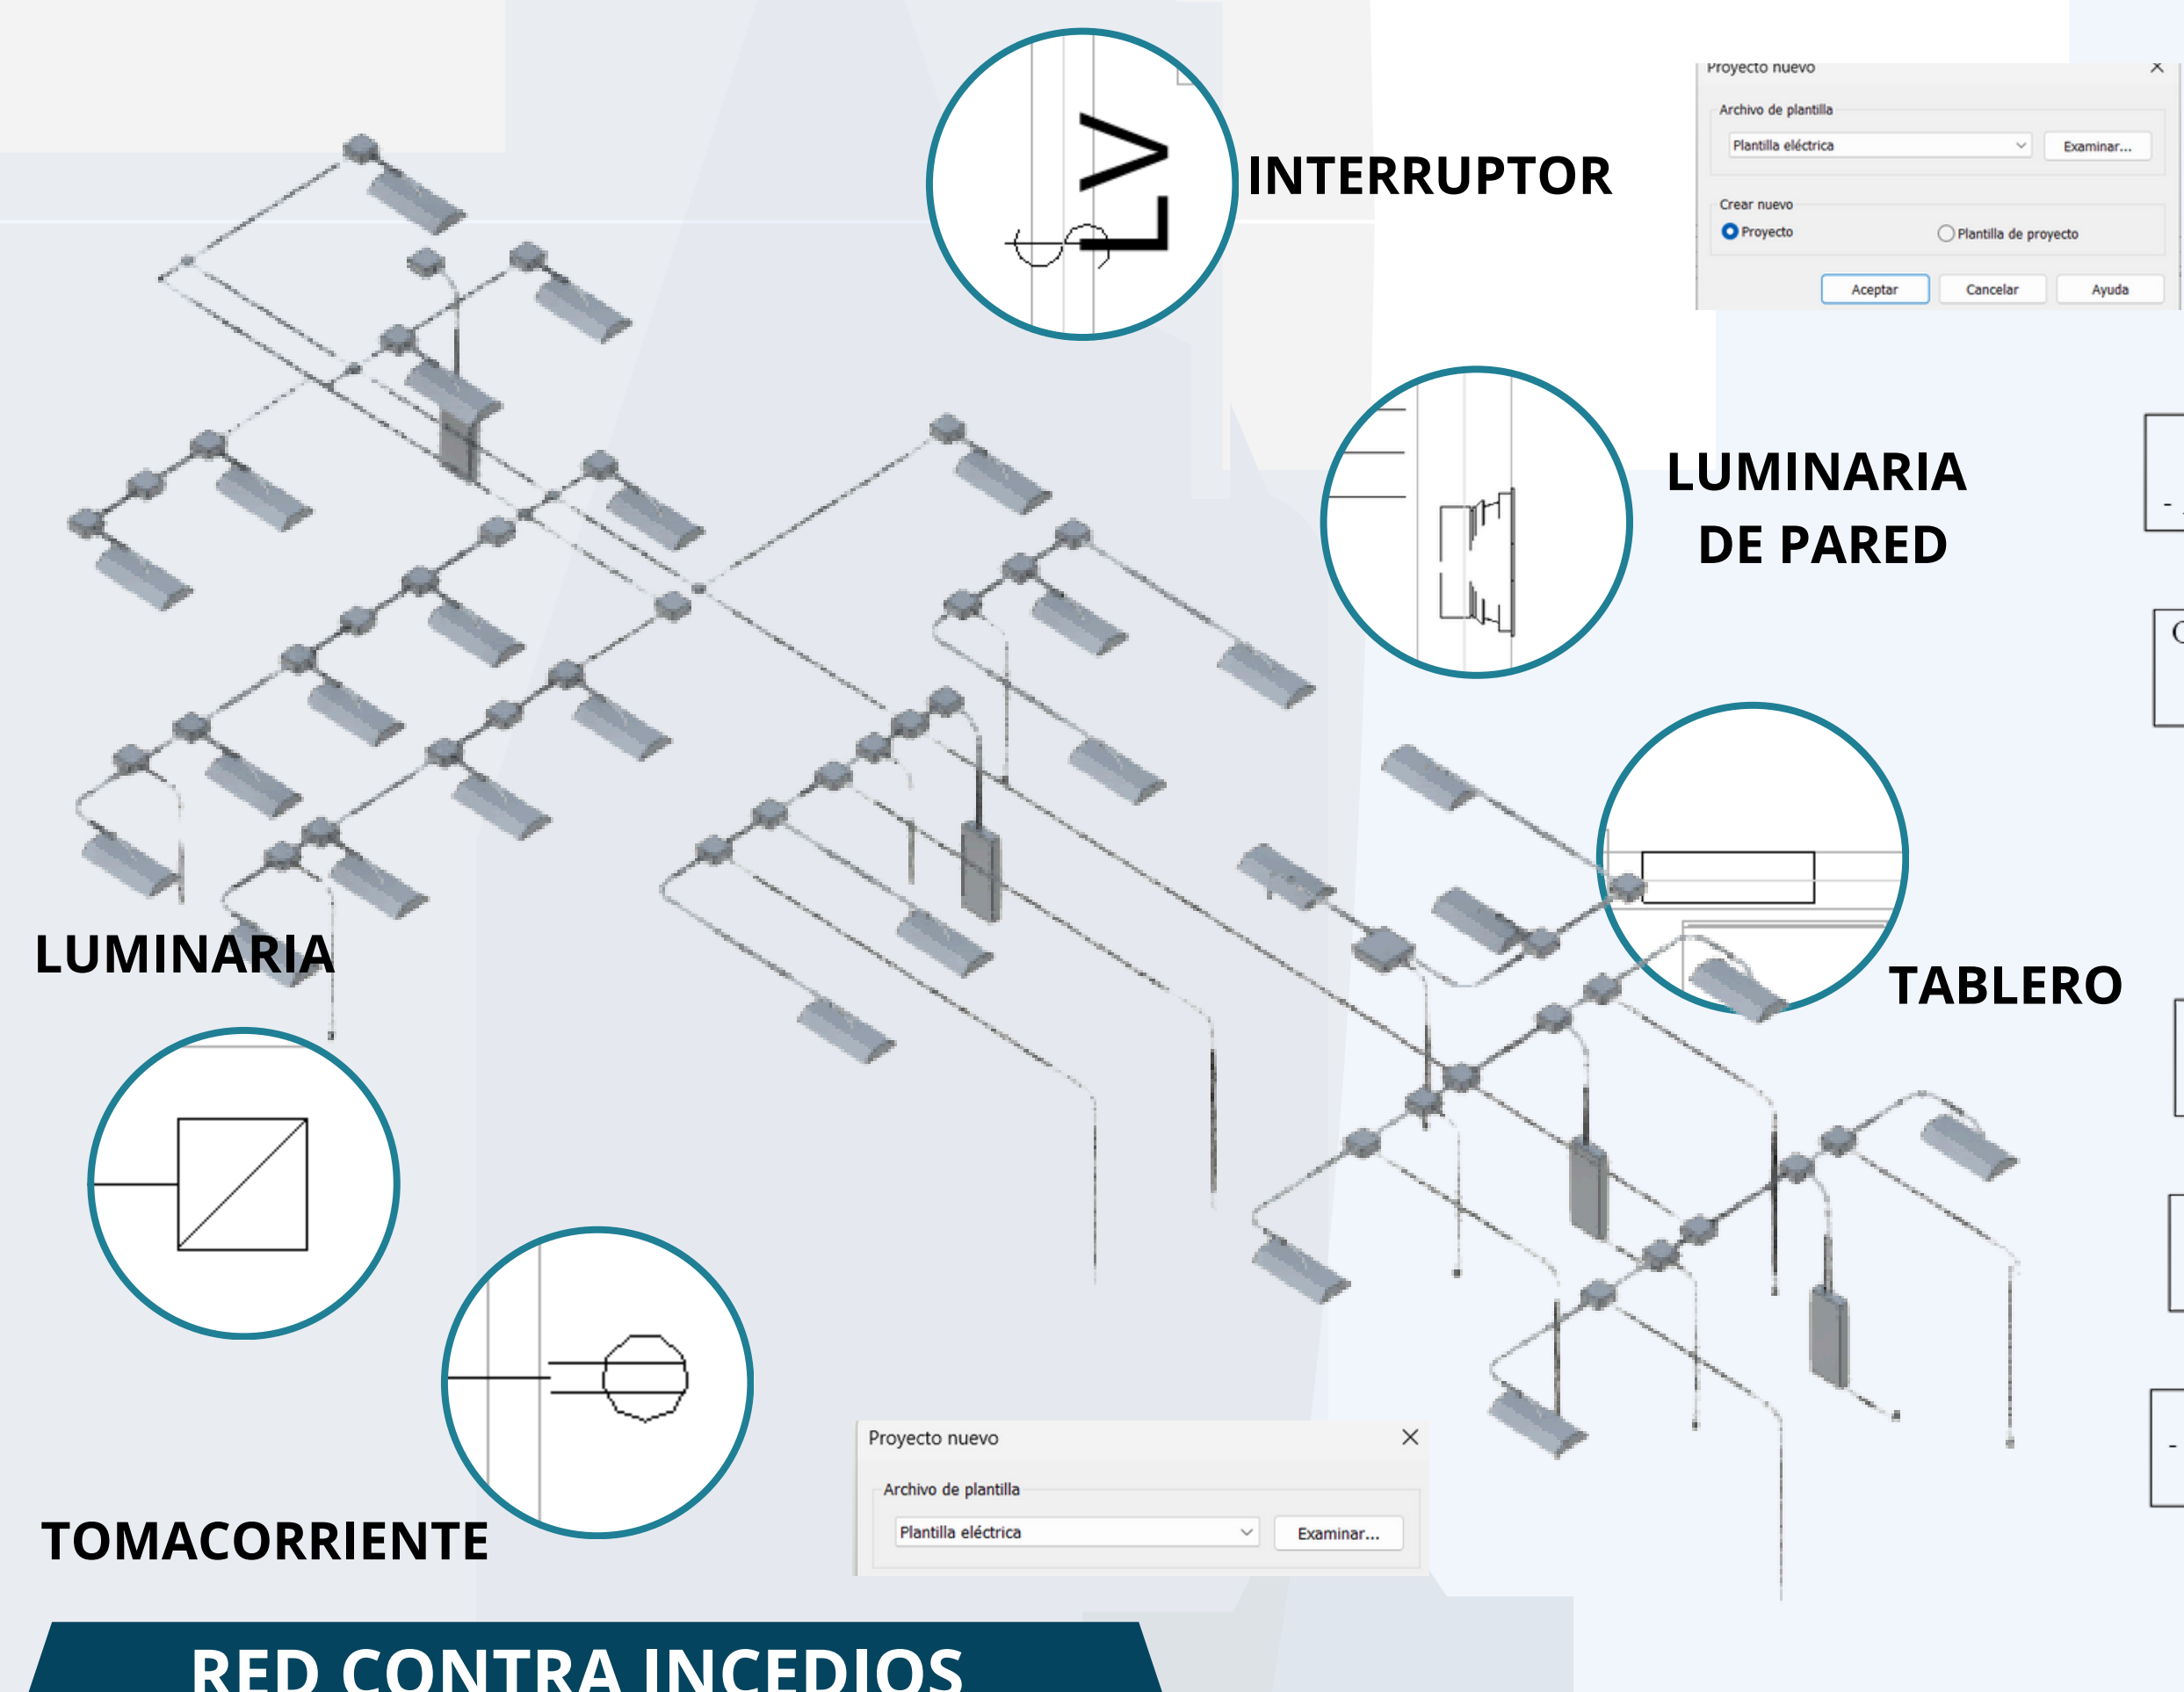 LV
INTERRUPTOR
Proyecto nuevo
Archivo de plantilla
Plantilla eléctrica
Examinar...
Crear nuevo
Proyecto
Plantilla de proyecto
Aceptar
Cancelar
Ayuda
LUMINARIA
DE PARED
LUMINARIA
TABLERO
TOMACORRIENTE
Proyecto nuevo
Archivo de plantilla
Plantilla eléctrica
Examinar...
RED CONTRA INCEDIOS